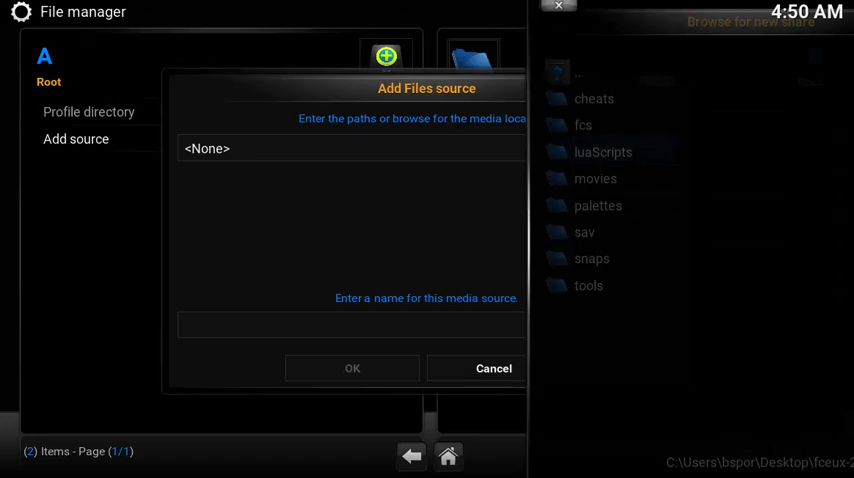 File manager
4:50 AM
Browse for new share
A
Root
Profile directory
Add source
Add Files source
Enter the paths or browse for the media loca
<None>
Enter a name for this media source.
OK
Cancel
..
cheats
fcs
luaScripts
movies
palettes
sav
snaps
tools
(2) Items - Page (1/1)
C:\Users\bspor\Desktop\fceux-2